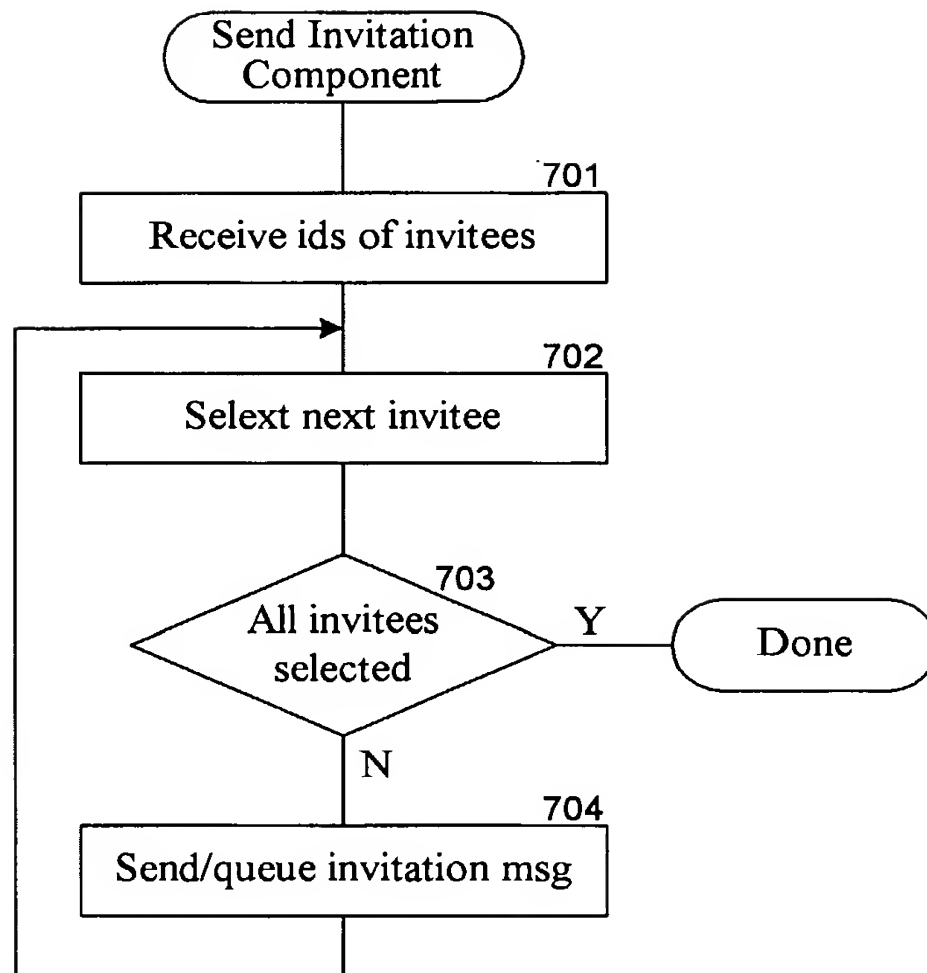 Send Invitation
Component
701
Receive ids of invitees
702
Selext next invitee
703
All invitees
selected
Y
Done
N
704
Send/queue invitation msg